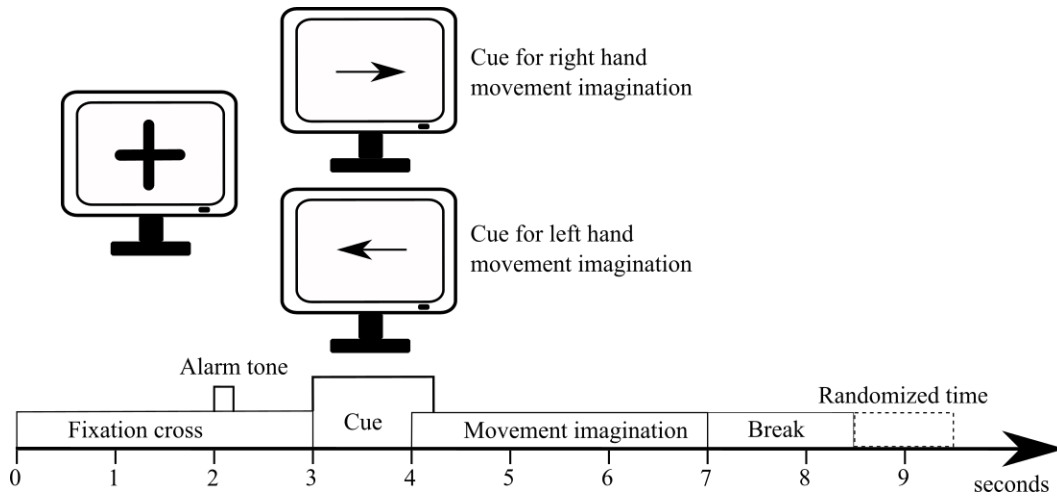 Cue for right hand
movement imagination
Cue for left hand
movement imagination
Alarm tone
Randomized time
Fixation cross
Cue
Movement imagination
Break
0 1 2 3 4 5 6 7 8 9
seconds